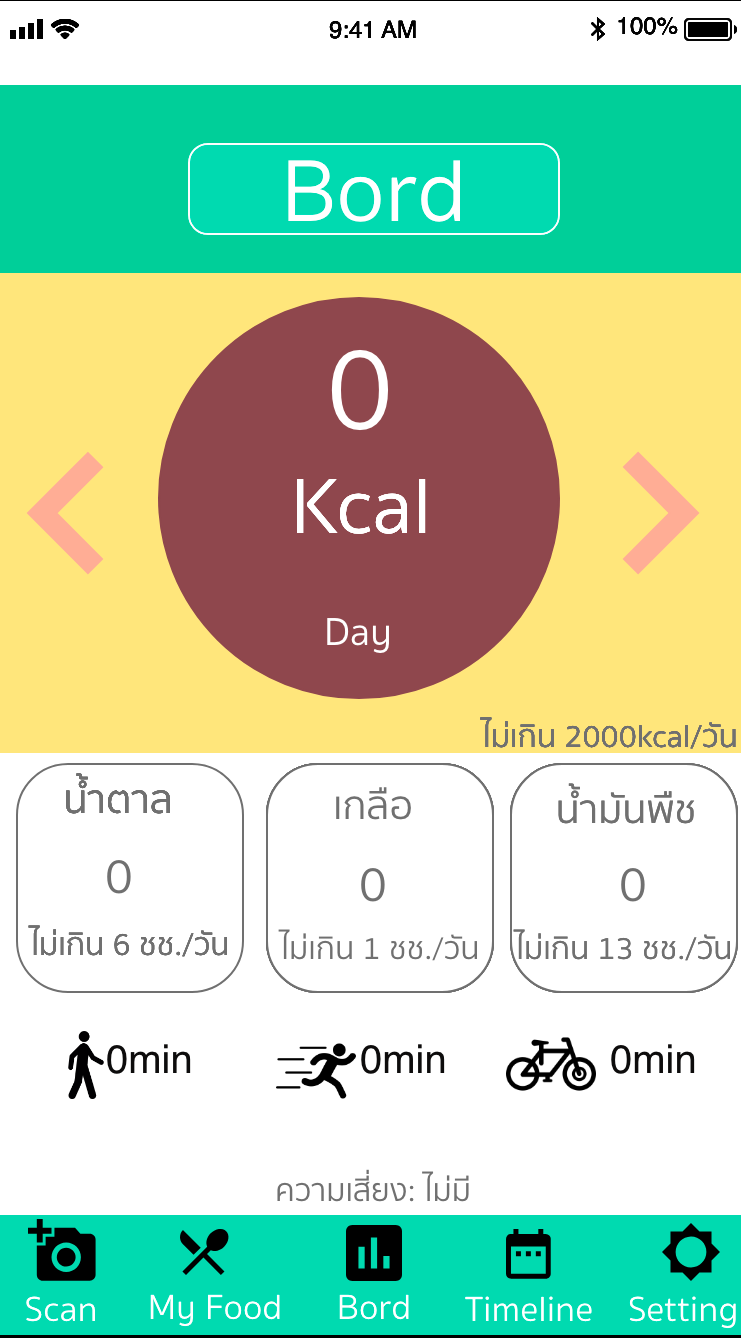 9:41 AM 100%
Bord
0
Kcal
Day
ไม่เกิน 2000kcal/วัน
น้ำตาล
0
ไม่เกิน 6 ชช./วัน
เกลือ
0
ไม่เกิน 1 ชช./วัน
น้ำมันพืช
0
ไม่เกิน 13 ชช./วัน
0min 0min 0min
ความเสี่ยง: ไม่มี
Scan My Food Bord Timeline Setting